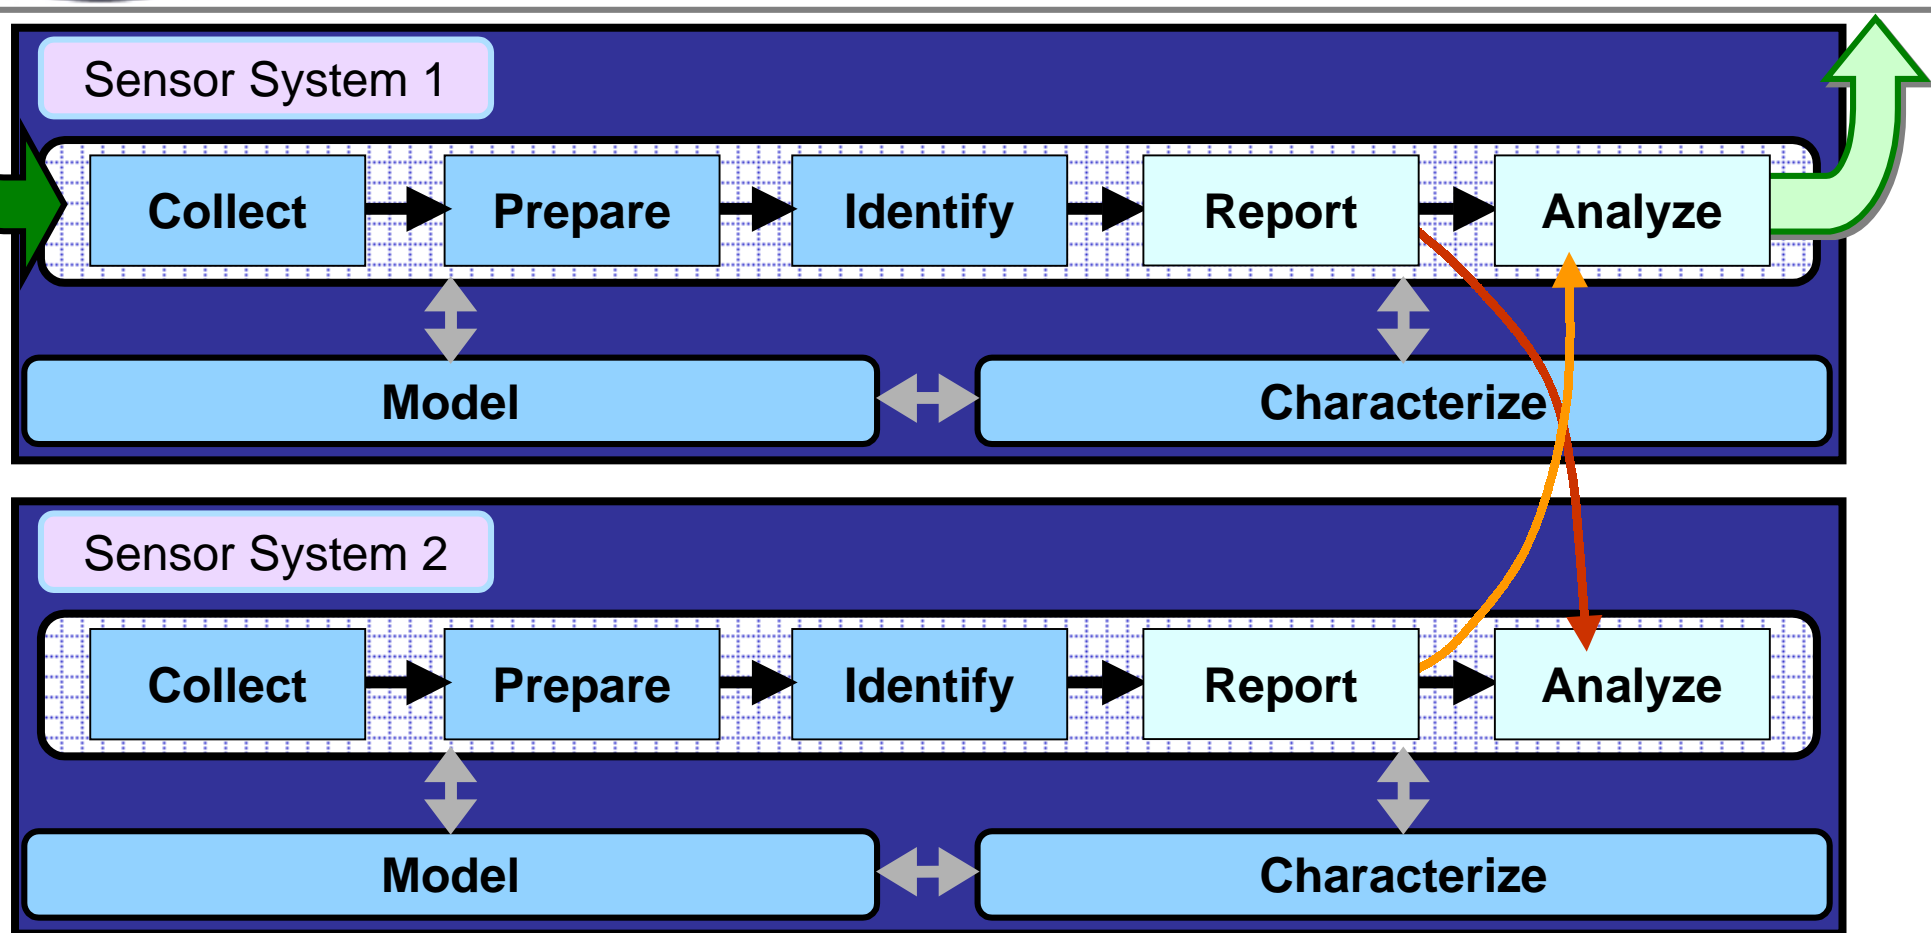 Sensor System 1
Collect Prepare Identify Report Analyze
Model Characterize
Sensor System 2
Collect Prepare Identify Report Analyze
Model Characterize